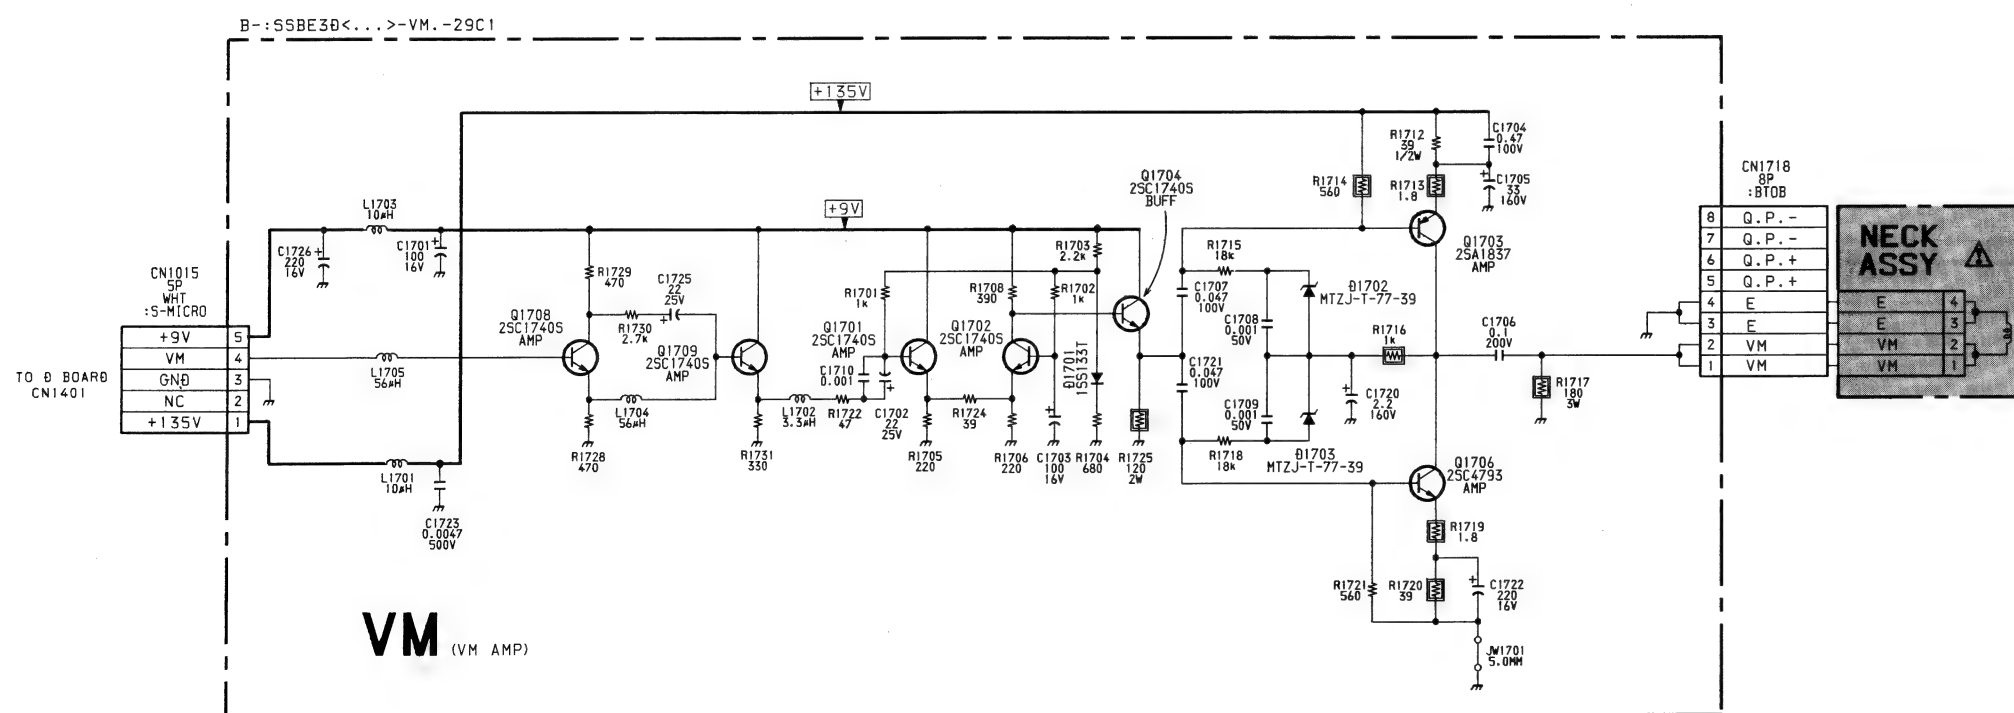 B-:SSBE3D<...>-VM.-29C1
+135V
+9V
L1703
10µH
C1726
220
16V
C1701
100
16V
CN1015
5P
WHT
:S-MICRO
+9V 5
VM 4
GND 3
NC 2
+135V 1
TO D BOARD
CN1401
L1705
56µH
L1701
10µH
C1723
0.0047
500V
Q1708
2SC1740S
AMP
R1729
470
C1725
22
25V
R1730
2.7k
Q1709
2SC1740S
AMP
L1704
56µH
R1728
470
R1731
330
L1702
3.3µH
R1722
47
C1702
22
25V
C1710
0.001
R1701
1k
Q1701
2SC1740S
AMP
R1705
220
R1724
39
R1706
220
R1708
390
Q1702
2SC1740S
AMP
R1702
1k
R1703
2.2k
D1701
1SS133T
C1703
100
16V
R1704
680
R1725
120
2W
Q1704
2SC1740S
BUFF
C1707
0.047
100V
C1721
0.047
100V
R1715
18k
C1708
0.001
50V
C1709
0.001
50V
R1718
18k
D1702
MTZJ-T-77-39
D1703
MTZJ-T-77-39
R1716
1k
C1720
2.2
160V
R1714
560
R1712
39
1/2W
R1713
1.8
C1704
0.47
100V
C1705
33
160V
Q1703
2SA1837
AMP
C1706
0.1
200V
R1717
180
3W
Q1706
2SC4793
AMP
R1719
1.8
R1721
560
R1720
39
C1722
220
16V
JW1701
5.0MM
CN1718
8P
:BTOB
8 Q.P.-
7 Q.P.-
6 Q.P.+
5 Q.P.+
4 E
3 E
2 VM
1 VM
NECK
ASSY
E 4
E 3
VM 2
VM 1
VM (VM AMP)